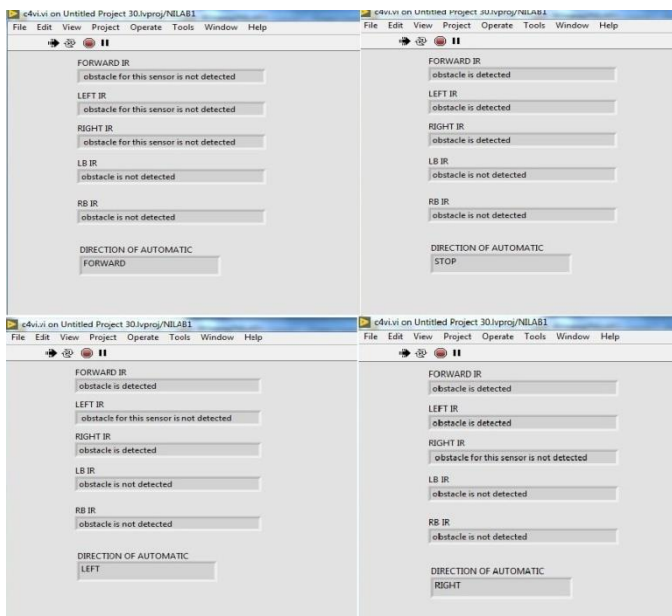 c4vi.vi on Untitled Project 30.lvproj/NILAB1
File Edit View Project Operate Tools Window Help
FORWARD IR
obstacle for this sensor is not detected
LEFT IR
obstacle for this sensor is not detected
RIGHT IR
obstacle for this sensor is not detected
LB IR
obstacle is not detected
RB IR
obstacle is not detected
DIRECTION OF AUTOMATIC
FORWARD
c4vi.vi on Untitled Project 30.lvproj/NILAB1
File Edit View Project Operate Tools Window Help
FORWARD IR
obstacle is detected
LEFT IR
obstacle is detected
RIGHT IR
obstacle is detected
LB IR
obstacle is not detected
RB IR
obstacle is not detected
DIRECTION OF AUTOMATIC
STOP
c4vi.vi on Untitled Project 30.lvproj/NILAB1
File Edit View Project Operate Tools Window Help
FORWARD IR
obstacle is detected
LEFT IR
obstacle for this sensor is not detected
RIGHT IR
obstacle is detected
LB IR
obstacle is not detected
RB IR
obstacle is not detected
DIRECTION OF AUTOMATIC
LEFT
c4vi.vi on Untitled Project 30.lvproj/NILAB1
File Edit View Project Operate Tools Window Help
FORWARD IR
obstacle is detected
LEFT IR
obstacle is detected
RIGHT IR
obstacle for this sensor is not detected
LB IR
obstacle is not detected
RB IR
obstacle is not detected
DIRECTION OF AUTOMATIC
RIGHT